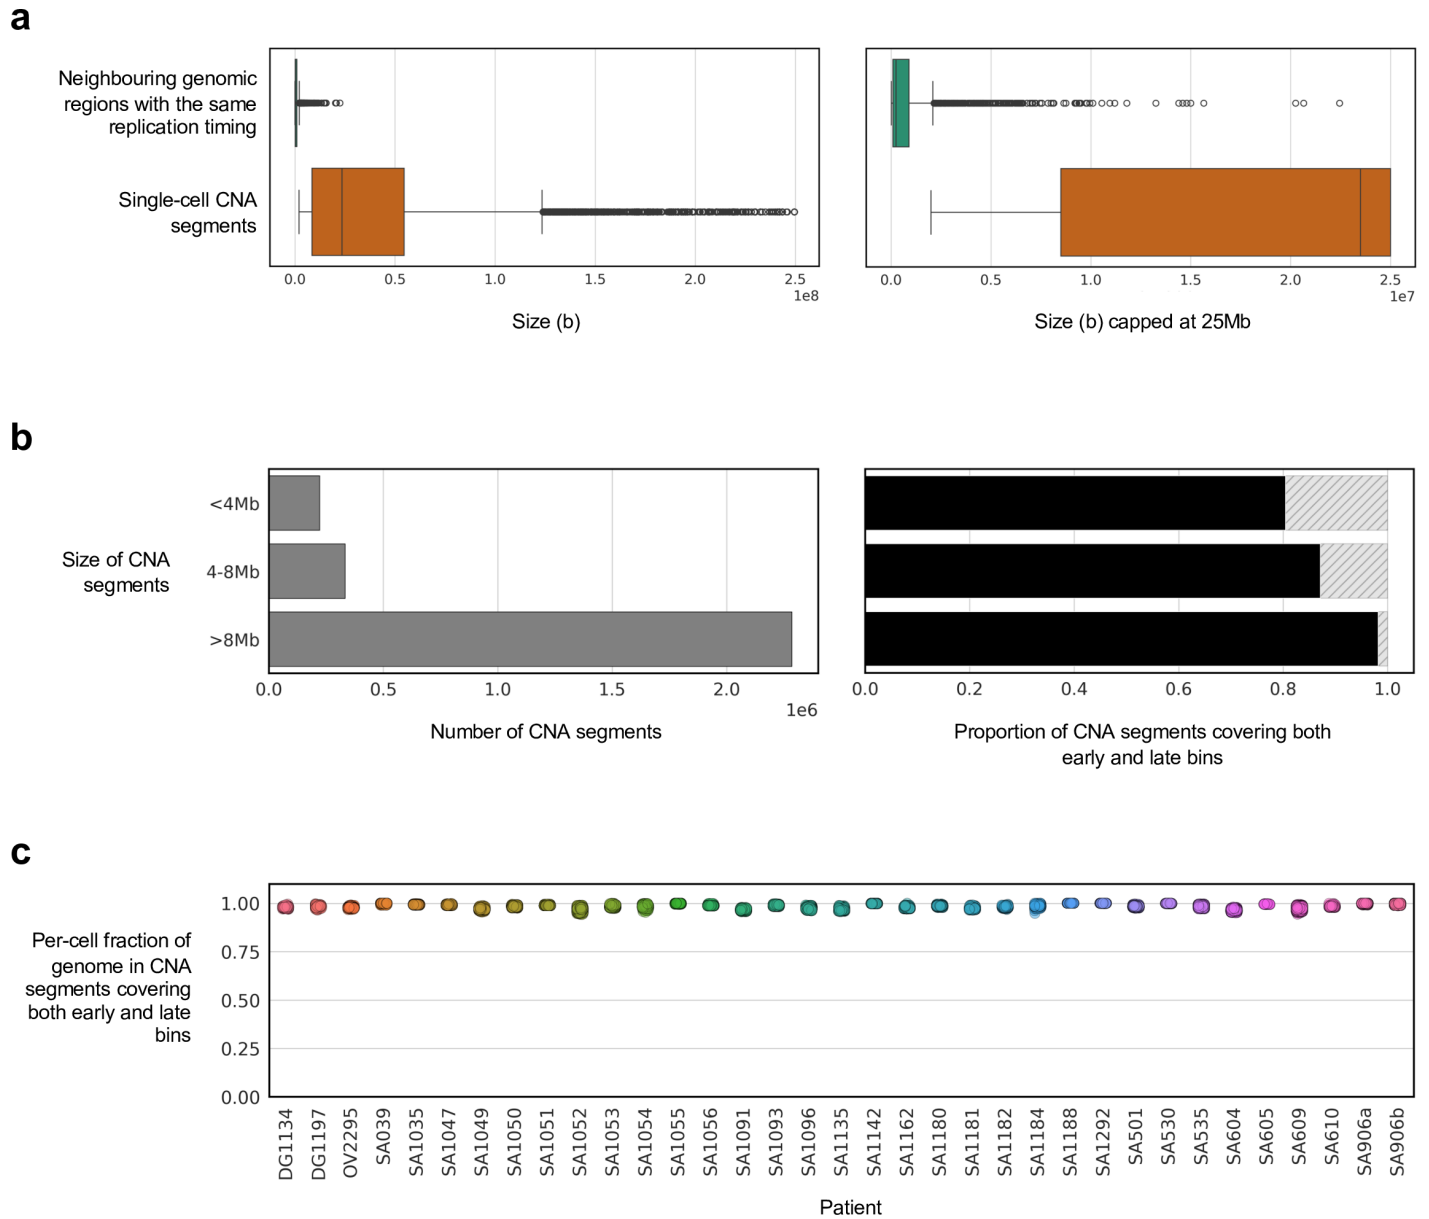 a
Neighbouring genomic
regions with the same
replication timing
Single-cell CNA
segments
0.0 0.5 1.0 1.5 2.0 2.5
1e8
Size (b)
0.0 0.5 1.0 1.5 2.0 2.5
1e7
Size (b) capped at 25Mb
b
Size of CNA
segments
<4Mb
4-8Mb
>8Mb
0.0 0.5 1.0 1.5 2.0
1e6
Number of CNA segments
0.0 0.2 0.4 0.6 0.8 1.0
Proportion of CNA segments covering both
early and late bins
c
Per-cell fraction of
genome in CNA
segments covering
both early and late
bins
1.00
0.75
0.50
0.25
0.00
DG1134
DG1197
OV2295
SA039
SA1035
SA1047
SA1049
SA1050
SA1051
SA1052
SA1053
SA1054
SA1055
SA1056
SA1091
SA1093
SA1096
SA1135
SA1142
SA1162
SA1180
SA1181
SA1182
SA1184
SA1188
SA1292
SA501
SA530
SA535
SA604
SA605
SA609
SA610
SA906a
SA906b
Patient